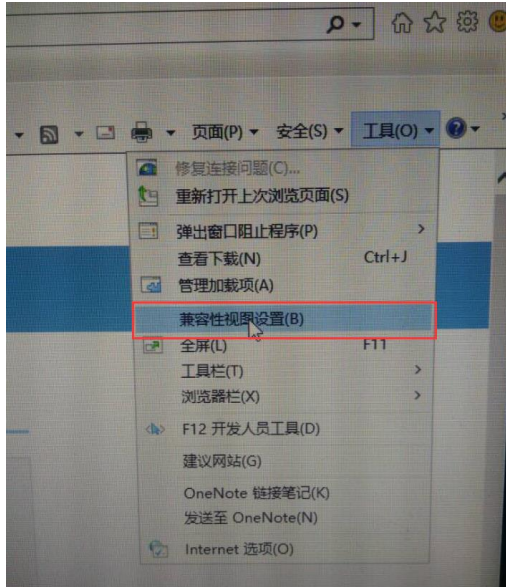 页面(P) 安全(S) 工具(O)
修复连接问题(C)...
重新打开上次浏览页面(S)
弹出窗口阻止程序(P)
查看下载(N) Ctrl+J
管理加载项(A)
兼容性视图设置(B)
全屏(L) F11
工具栏(T)
浏览器栏(X)
F12 开发人员工具(D)
建议网站(G)
OneNote 链接笔记(K)
发送至 OneNote(N)
Internet 选项(O)